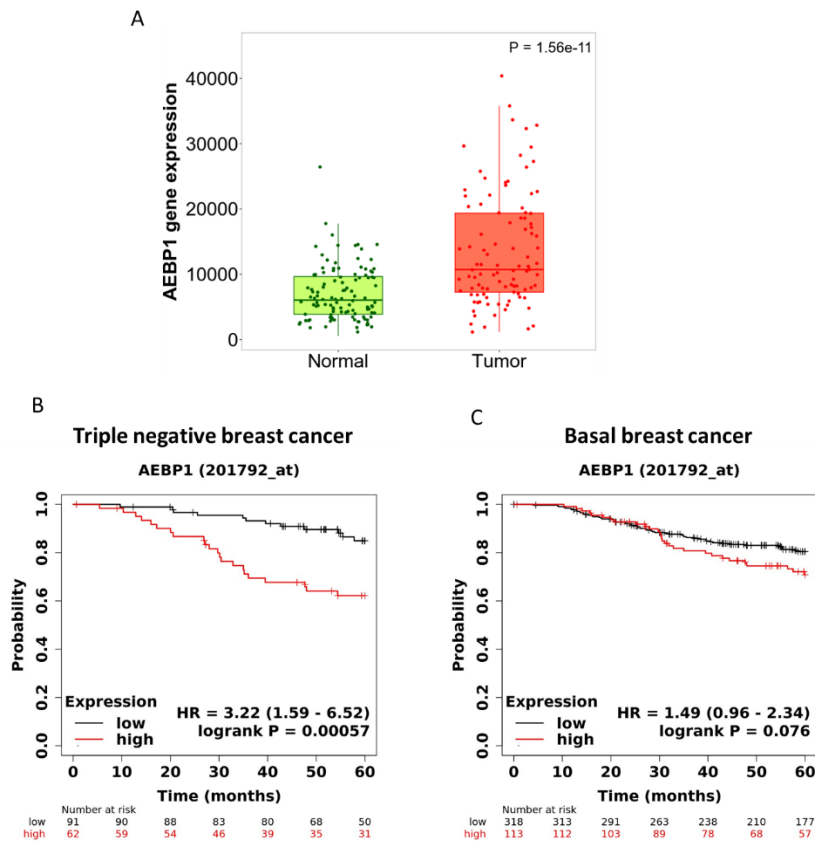 A
P = 1.56e-11
AEBP1 gene expression
40000
30000
20000
10000
0
Normal Tumor
B
Triple negative breast cancer
AEBP1 (201792_at)
Probability
1.0
0.8
0.6
0.4
0.2
0.0
Expression
low
high
HR = 3.22 (1.59 - 6.52)
logrank P = 0.00057
0 10 20 30 40 50 60
Time (months)
Number at risk
low 91 90 88 83 80 68 50
high 62 59 54 46 39 35 31
C
Basal breast cancer
AEBP1 (201792_at)
Probability
1.0
0.8
0.6
0.4
0.2
0.0
Expression
low
high
HR = 1.49 (0.96 - 2.34)
logrank P = 0.076
0 10 20 30 40 50 60
Time (months)
Number at risk
low 318 313 291 263 238 210 177
high 113 112 103 89 78 68 57